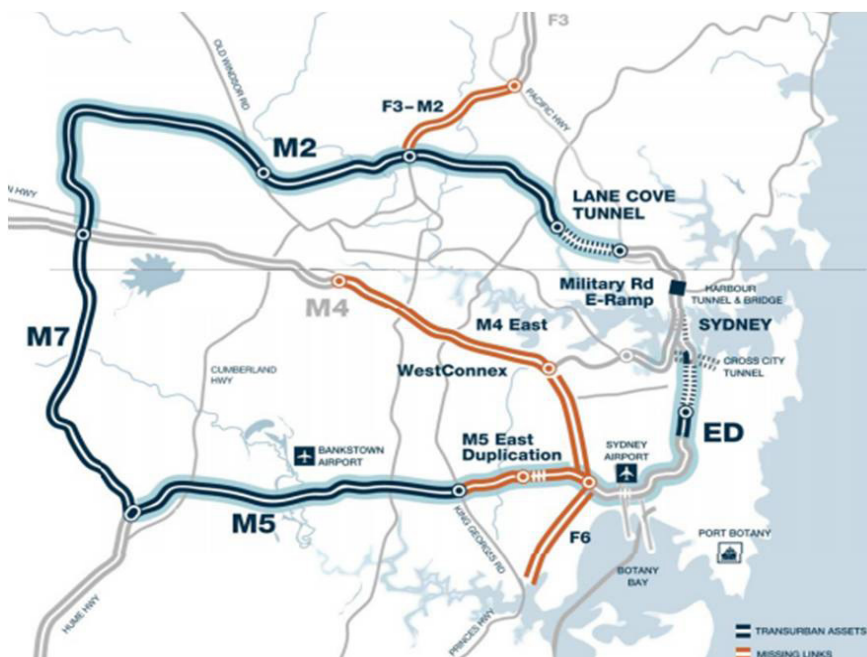 F3
OLD WINDSOR RD
F3–M2
PACIFIC HWY
M2
LANE COVE
TUNNEL
N HWY
Military Rd
E-Ramp
HARBOUR
TUNNEL & BRIDGE
M4
M4 East
SYDNEY
M7
CROSS CITY
TUNNEL
WestConnex
CUMBERLAND
HWY
M5 East
Duplication
SYDNEY
AIRPORT
ED
BANKSTOWN
AIRPORT
M5
KING GEORGES RD
F6
PORT BOTANY
BOTANY
BAY
HUME HWY
PRINCES HWY
TRANSURBAN ASSETS
MISSING LINKS